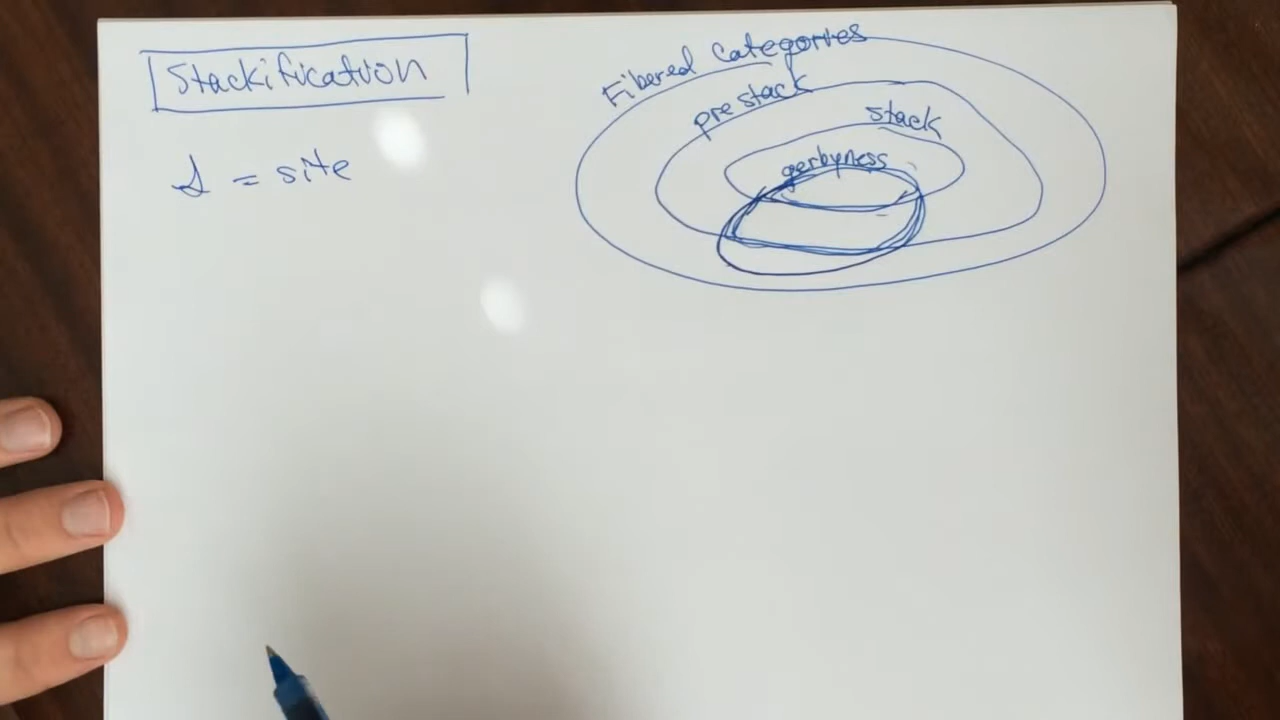 Stackification
Fibered Categories
prestack
stack
gerbyness
S = site